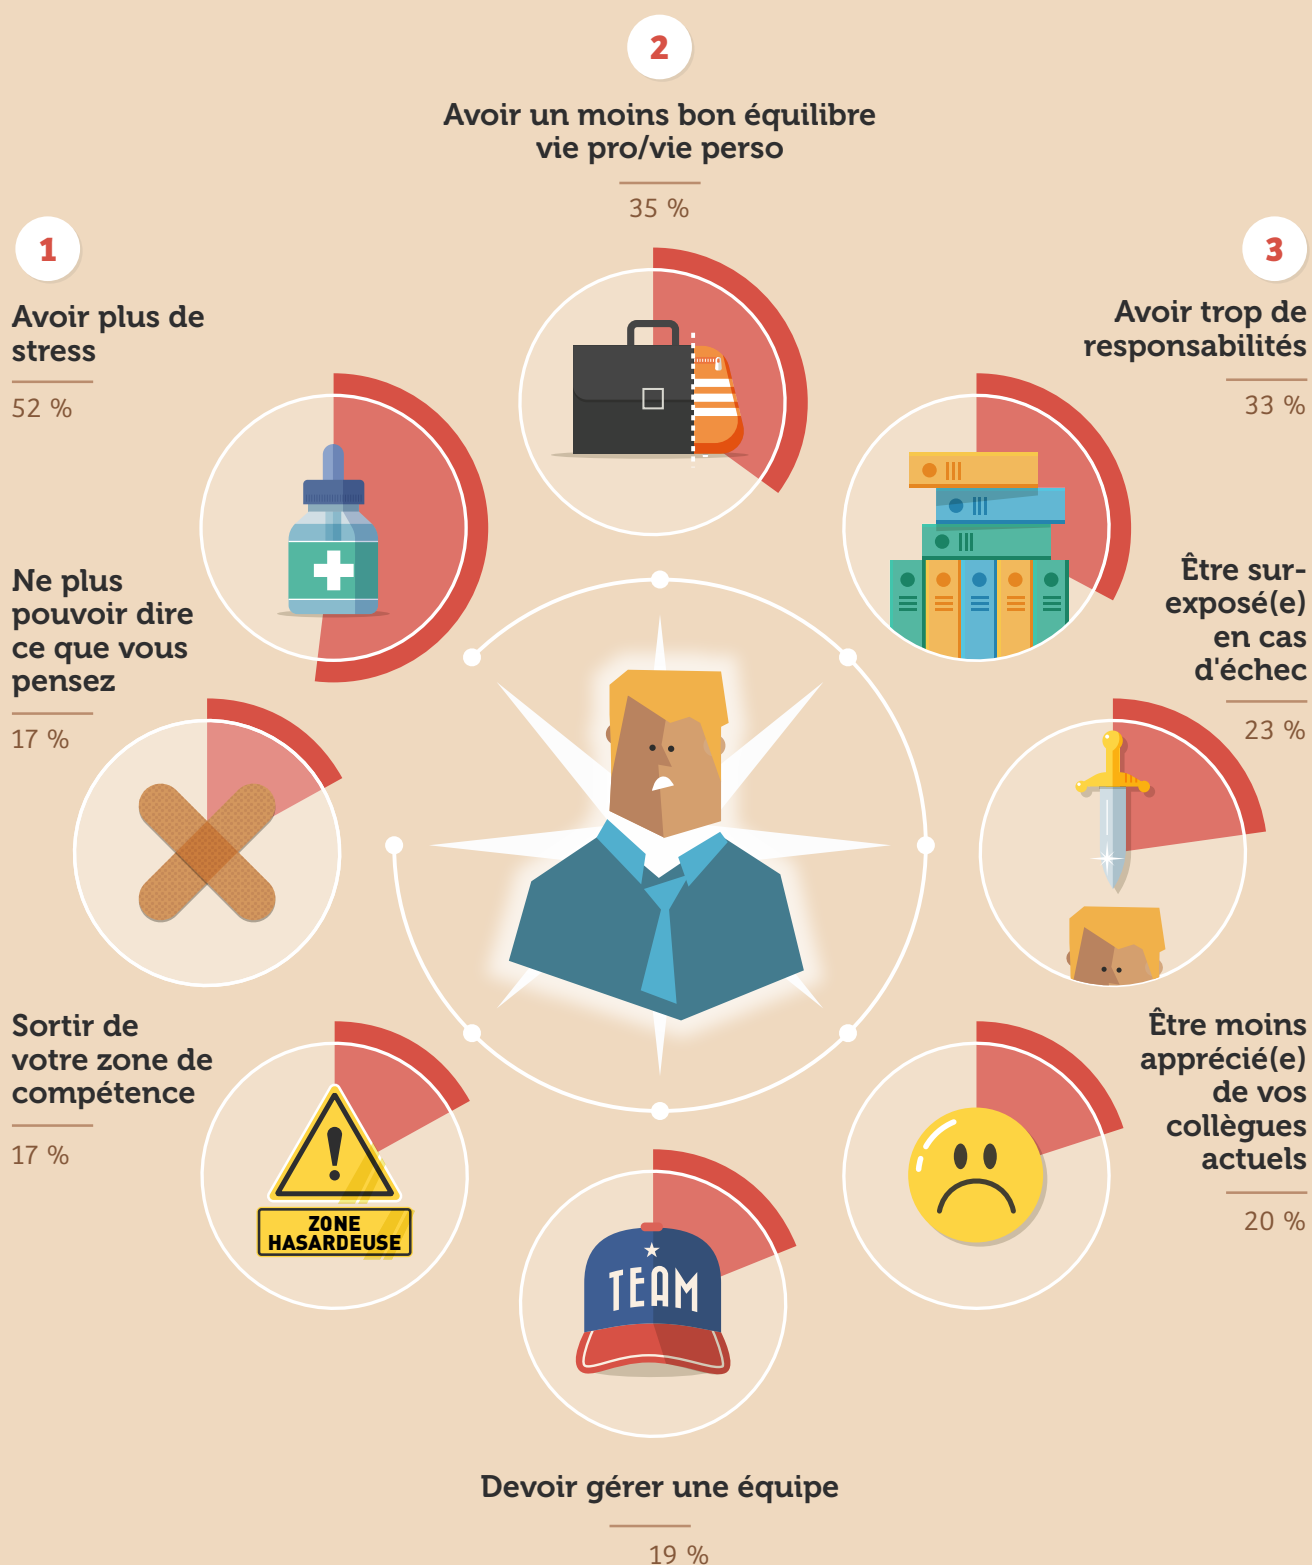 2
Avoir un moins bon équilibre
vie pro/vie perso
35 %
1
Avoir plus de
stress
52 %
3
Avoir trop de
responsabilités
33 %
Ne plus
pouvoir dire
ce que vous
pensez
17 %
Être sur-
exposé(e)
en cas
d'échec
23 %
Sortir de
votre zone de
compétence
17 %
ZONE
HASARDEUSE
Être moins
apprécié(e)
de vos
collègues
actuels
20 %
TEAM
Devoir gérer une équipe
19 %